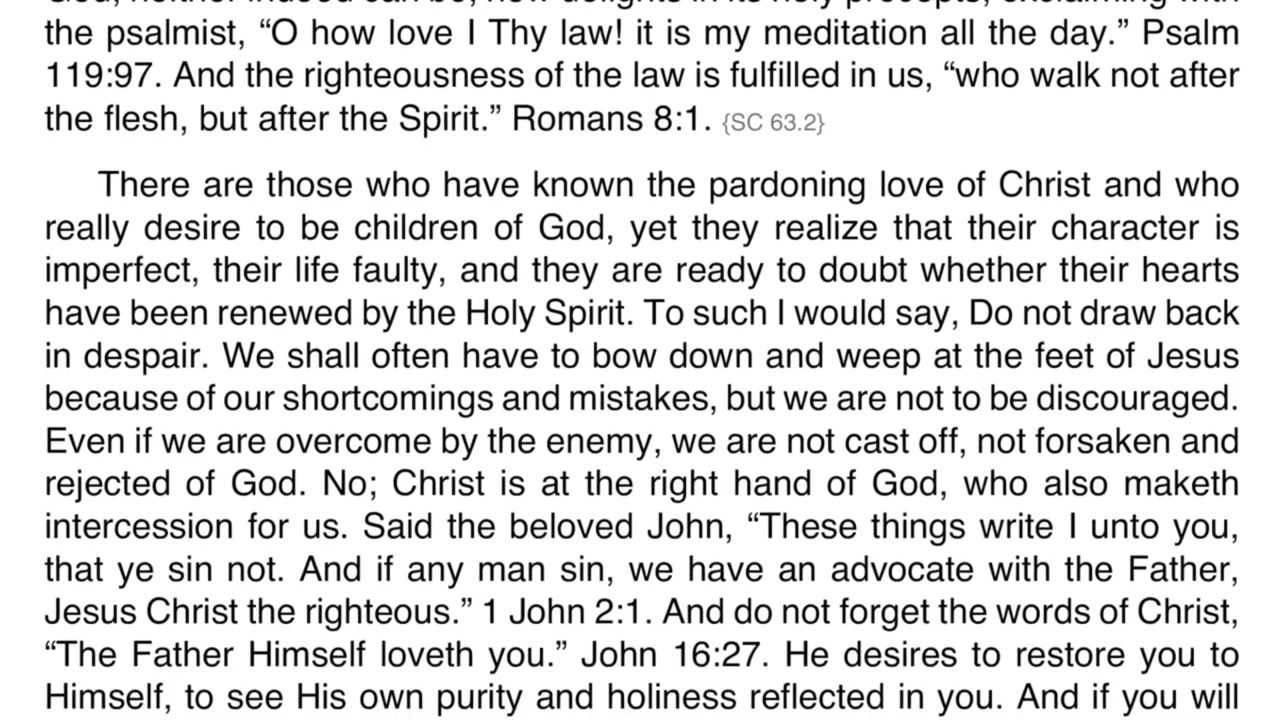 the psalmist, “O how love I Thy law! it is my meditation all the day.” Psalm
119:97. And the righteousness of the law is fulfilled in us, “who walk not after
the flesh, but after the Spirit.” Romans 8:1. {SC 63.2}
There are those who have known the pardoning love of Christ and who
really desire to be children of God, yet they realize that their character is
imperfect, their life faulty, and they are ready to doubt whether their hearts
have been renewed by the Holy Spirit. To such I would say, Do not draw back
in despair. We shall often have to bow down and weep at the feet of Jesus
because of our shortcomings and mistakes, but we are not to be discouraged.
Even if we are overcome by the enemy, we are not cast off, not forsaken and
rejected of God. No; Christ is at the right hand of God, who also maketh
intercession for us. Said the beloved John, “These things write I unto you,
that ye sin not. And if any man sin, we have an advocate with the Father,
Jesus Christ the righteous.” 1 John 2:1. And do not forget the words of Christ,
“The Father Himself loveth you.” John 16:27. He desires to restore you to
Himself, to see His own purity and holiness reflected in you. And if you will